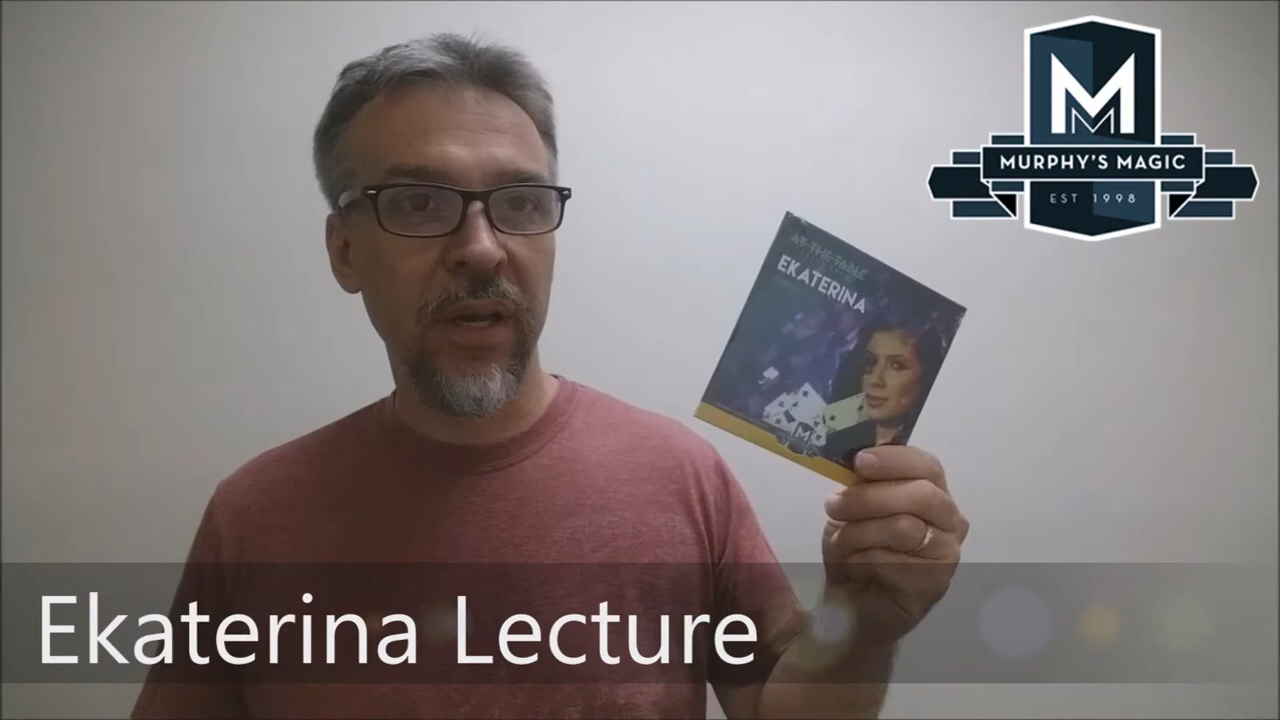 M
M
MURPHY'S MAGIC
EST 1998
AT THE TABLE
EKATERINA
M
Ekaterina Lecture